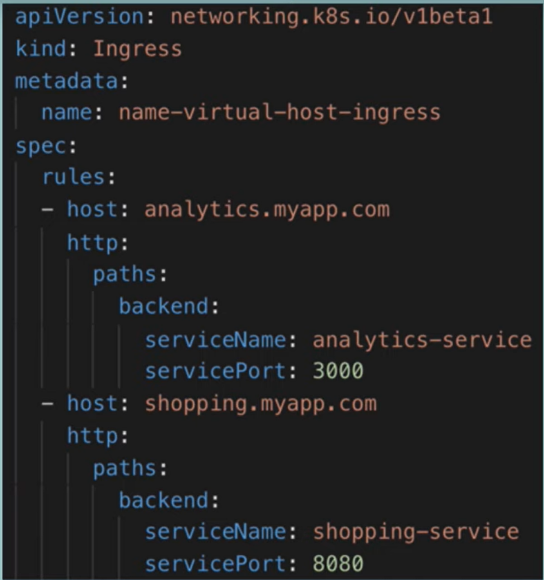 apiVersion: networking.k8s.io/v1beta1
kind: Ingress
metadata:
  name: name-virtual-host-ingress
spec:
  rules:
  - host: analytics.myapp.com
    http:
      paths:
        backend:
          serviceName: analytics-service
          servicePort: 3000
  - host: shopping.myapp.com
    http:
      paths:
        backend:
          serviceName: shopping-service
          servicePort: 8080